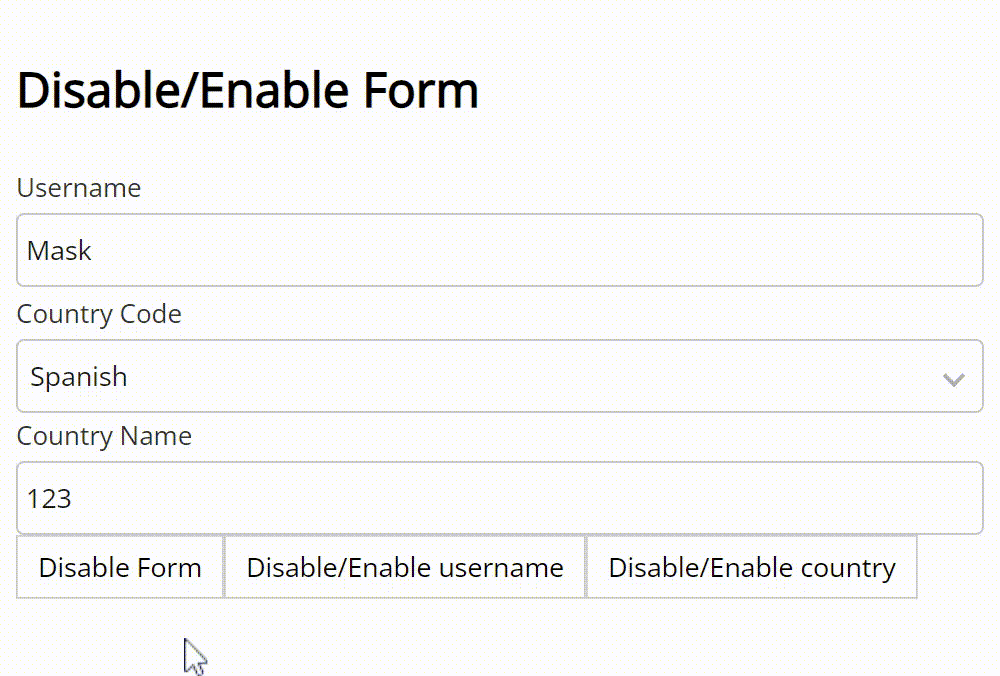 Disable/Enable Form
Username
Mask
Country Code
Spanish
Country Name
123
Disable Form Disable/Enable username Disable/Enable country